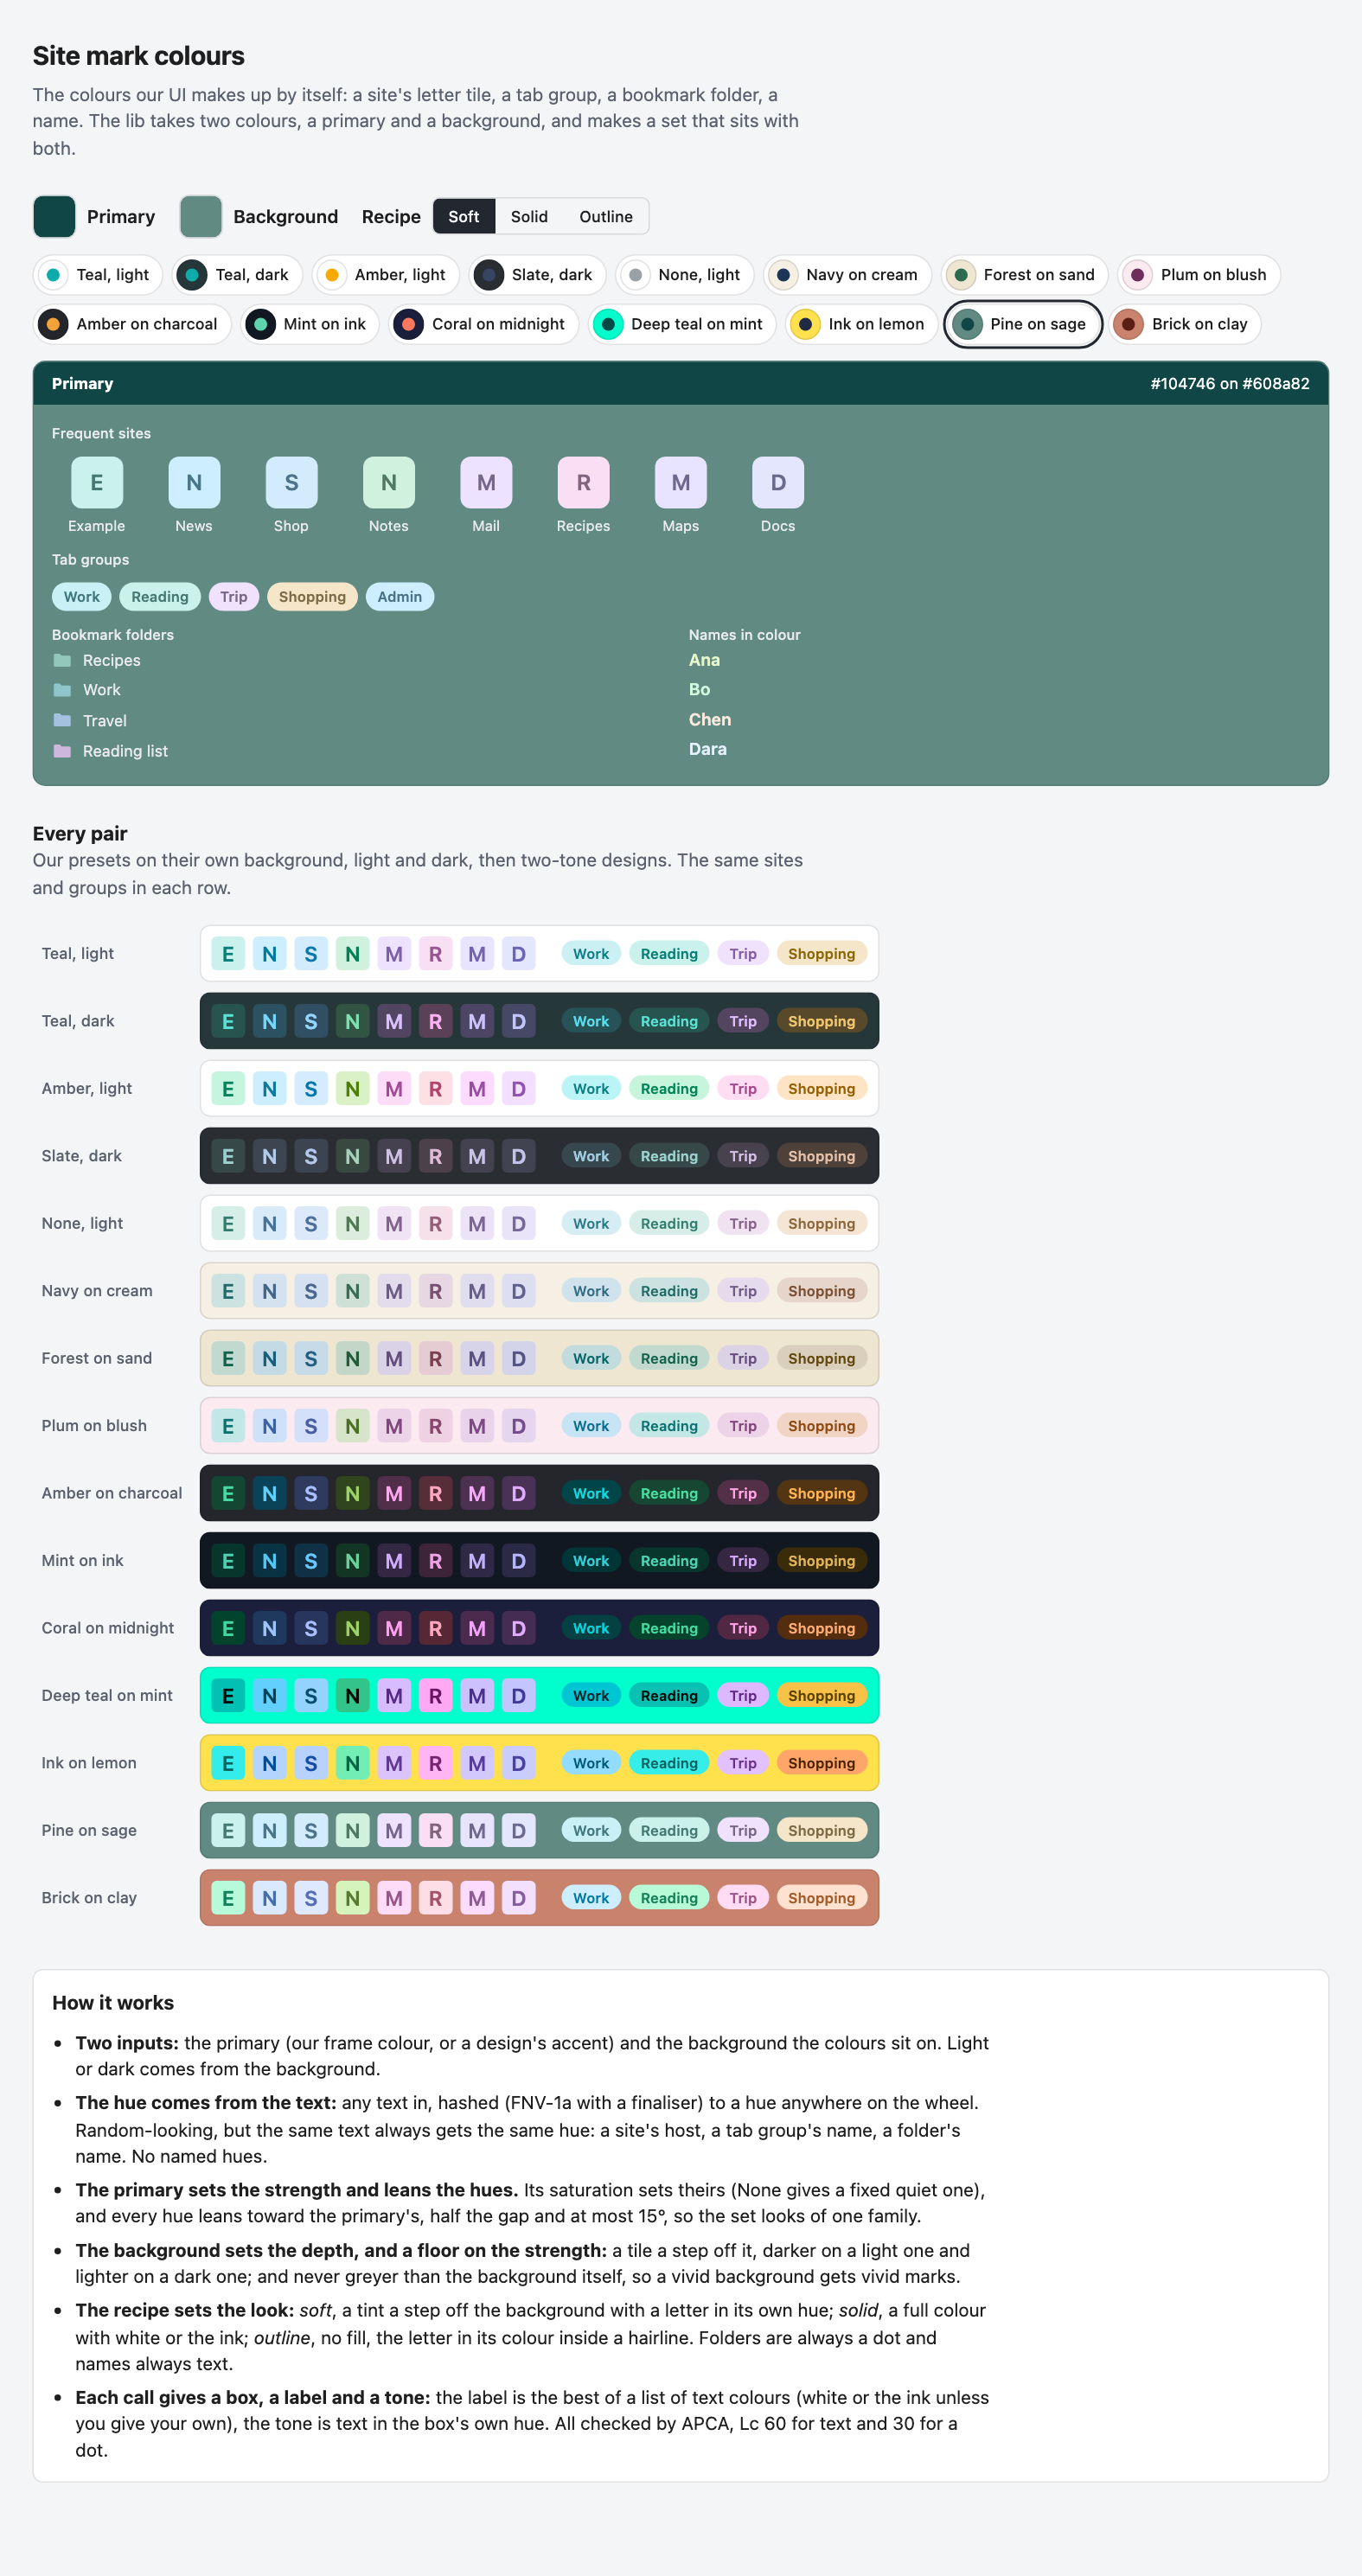 Site mark colours
The colours our UI makes up by itself: a site's letter tile, a tab group, a bookmark folder, a
name. The lib takes two colours, a primary and a background, and makes a set that sits with
both.
Primary Background Recipe Soft Solid Outline
Teal, light Teal, dark Amber, light Slate, dark None, light Navy on cream Forest on sand Plum on blush
Amber on charcoal Mint on ink Coral on midnight Deep teal on mint Ink on lemon Pine on sage Brick on clay
Primary #104746 on #608a82
Frequent sites
E N S N M R M D
Example News Shop Notes Mail Recipes Maps Docs
Tab groups
Work Reading Trip Shopping Admin
Bookmark folders
Recipes
Work
Travel
Reading list
Names in colour
Ana
Bo
Chen
Dara
Every pair
Our presets on their own background, light and dark, then two-tone designs. The same sites
and groups in each row.
Teal, light E N S N M R M D Work Reading Trip Shopping
Teal, dark E N S N M R M D Work Reading Trip Shopping
Amber, light E N S N M R M D Work Reading Trip Shopping
Slate, dark E N S N M R M D Work Reading Trip Shopping
None, light E N S N M R M D Work Reading Trip Shopping
Navy on cream E N S N M R M D Work Reading Trip Shopping
Forest on sand E N S N M R M D Work Reading Trip Shopping
Plum on blush E N S N M R M D Work Reading Trip Shopping
Amber on charcoal E N S N M R M D Work Reading Trip Shopping
Mint on ink E N S N M R M D Work Reading Trip Shopping
Coral on midnight E N S N M R M D Work Reading Trip Shopping
Deep teal on mint E N S N M R M D Work Reading Trip Shopping
Ink on lemon E N S N M R M D Work Reading Trip Shopping
Pine on sage E N S N M R M D Work Reading Trip Shopping
Brick on clay E N S N M R M D Work Reading Trip Shopping
How it works
• Two inputs: the primary (our frame colour, or a design's accent) and the background the colours sit on. Light
or dark comes from the background.
• The hue comes from the text: any text in, hashed (FNV-1a with a finaliser) to a hue anywhere on the wheel.
Random-looking, but the same text always gets the same hue: a site's host, a tab group's name, a folder's
name. No named hues.
• The primary sets the strength and leans the hues. Its saturation sets theirs (None gives a fixed quiet one),
and every hue leans toward the primary's, half the gap and at most 15°, so the set looks of one family.
• The background sets the depth, and a floor on the strength: a tile a step off it, darker on a light one and
lighter on a dark one; and never greyer than the background itself, so a vivid background gets vivid marks.
• The recipe sets the look: soft, a tint a step off the background with a letter in its own hue; solid, a full colour
with white or the ink; outline, no fill, the letter in its colour inside a hairline. Folders are always a dot and
names always text.
• Each call gives a box, a label and a tone: the label is the best of a list of text colours (white or the ink unless
you give your own), the tone is text in the box's own hue. All checked by APCA, Lc 60 for text and 30 for a
dot.